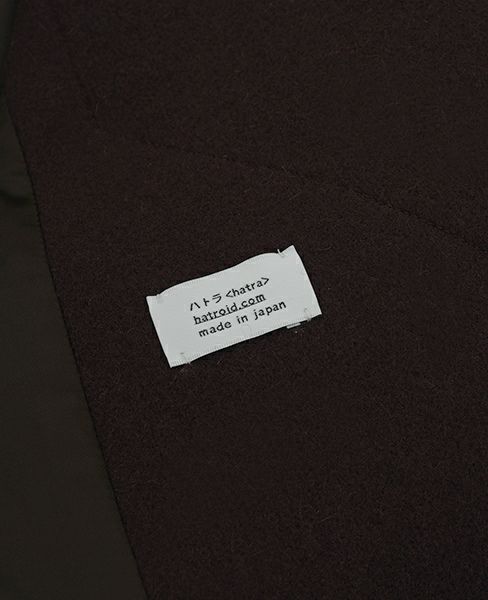 ハトラ <hatra>
hatroid.com
made in japan